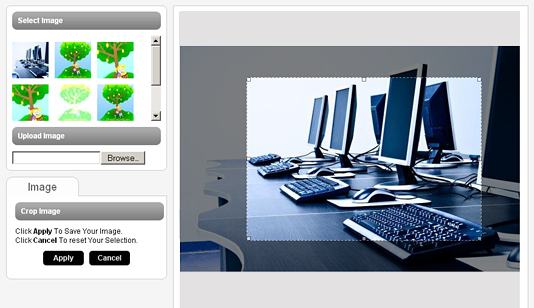 Select Image
Upload Image
Browse..
Image
Crop Image
Click Apply To Save Your Image.
Click Cancel To reset Your Selection.
Apply
Cancel